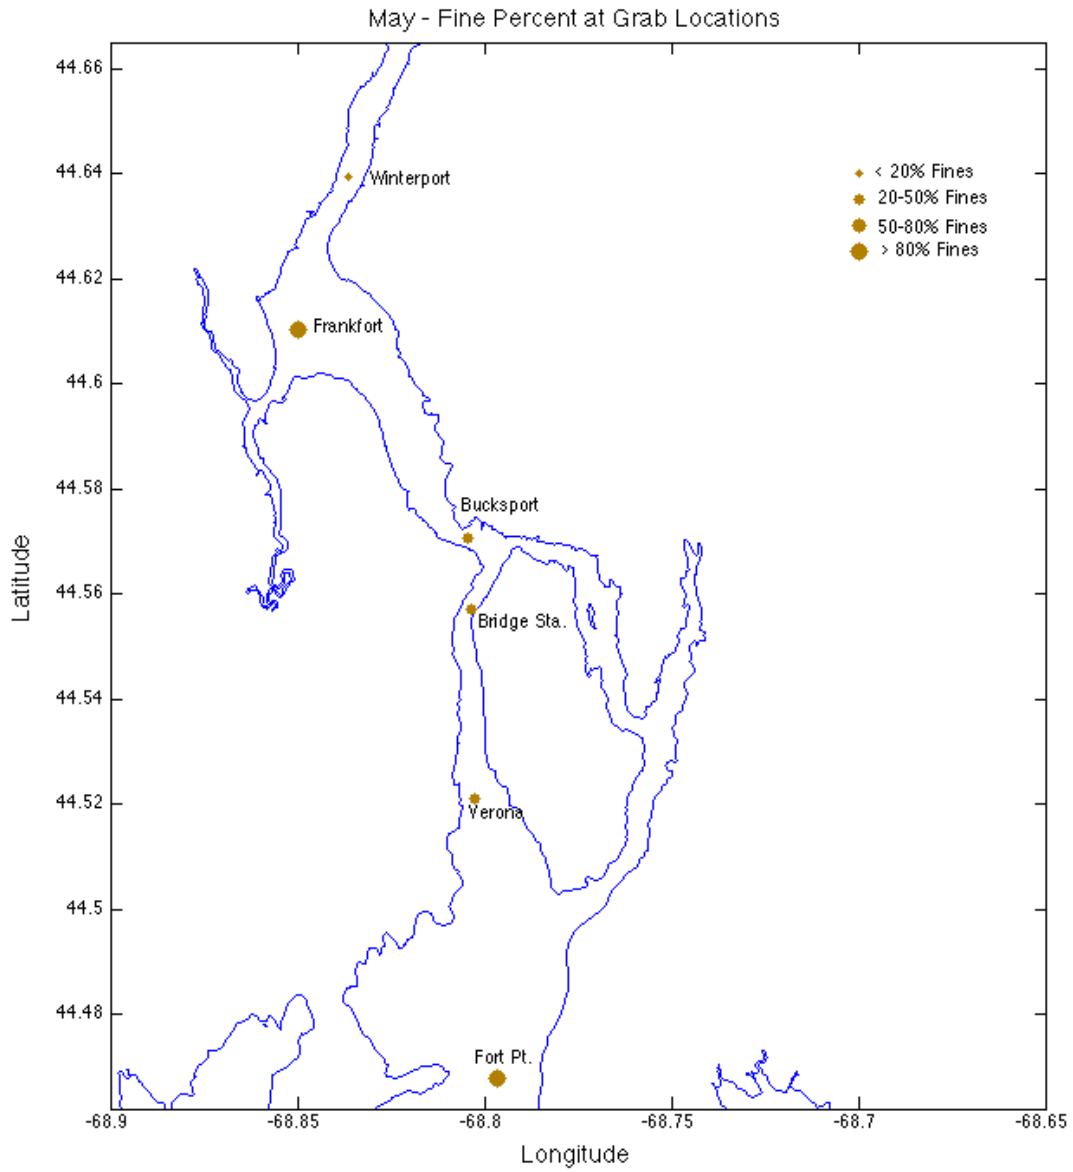 May - Fine Percent at Grab Locations
44.66
44.64
44.62
44.6
44.58
44.56
44.54
44.52
44.5
44.48
Latitude
Winterport
Frankfort
Bucksport
Bridge Sta.
Verona
Fort Pt.
< 20% Fines
20-50% Fines
50-80% Fines
> 80% Fines
-68.9
-68.85
-68.8
-68.75
-68.7
-68.65
Longitude